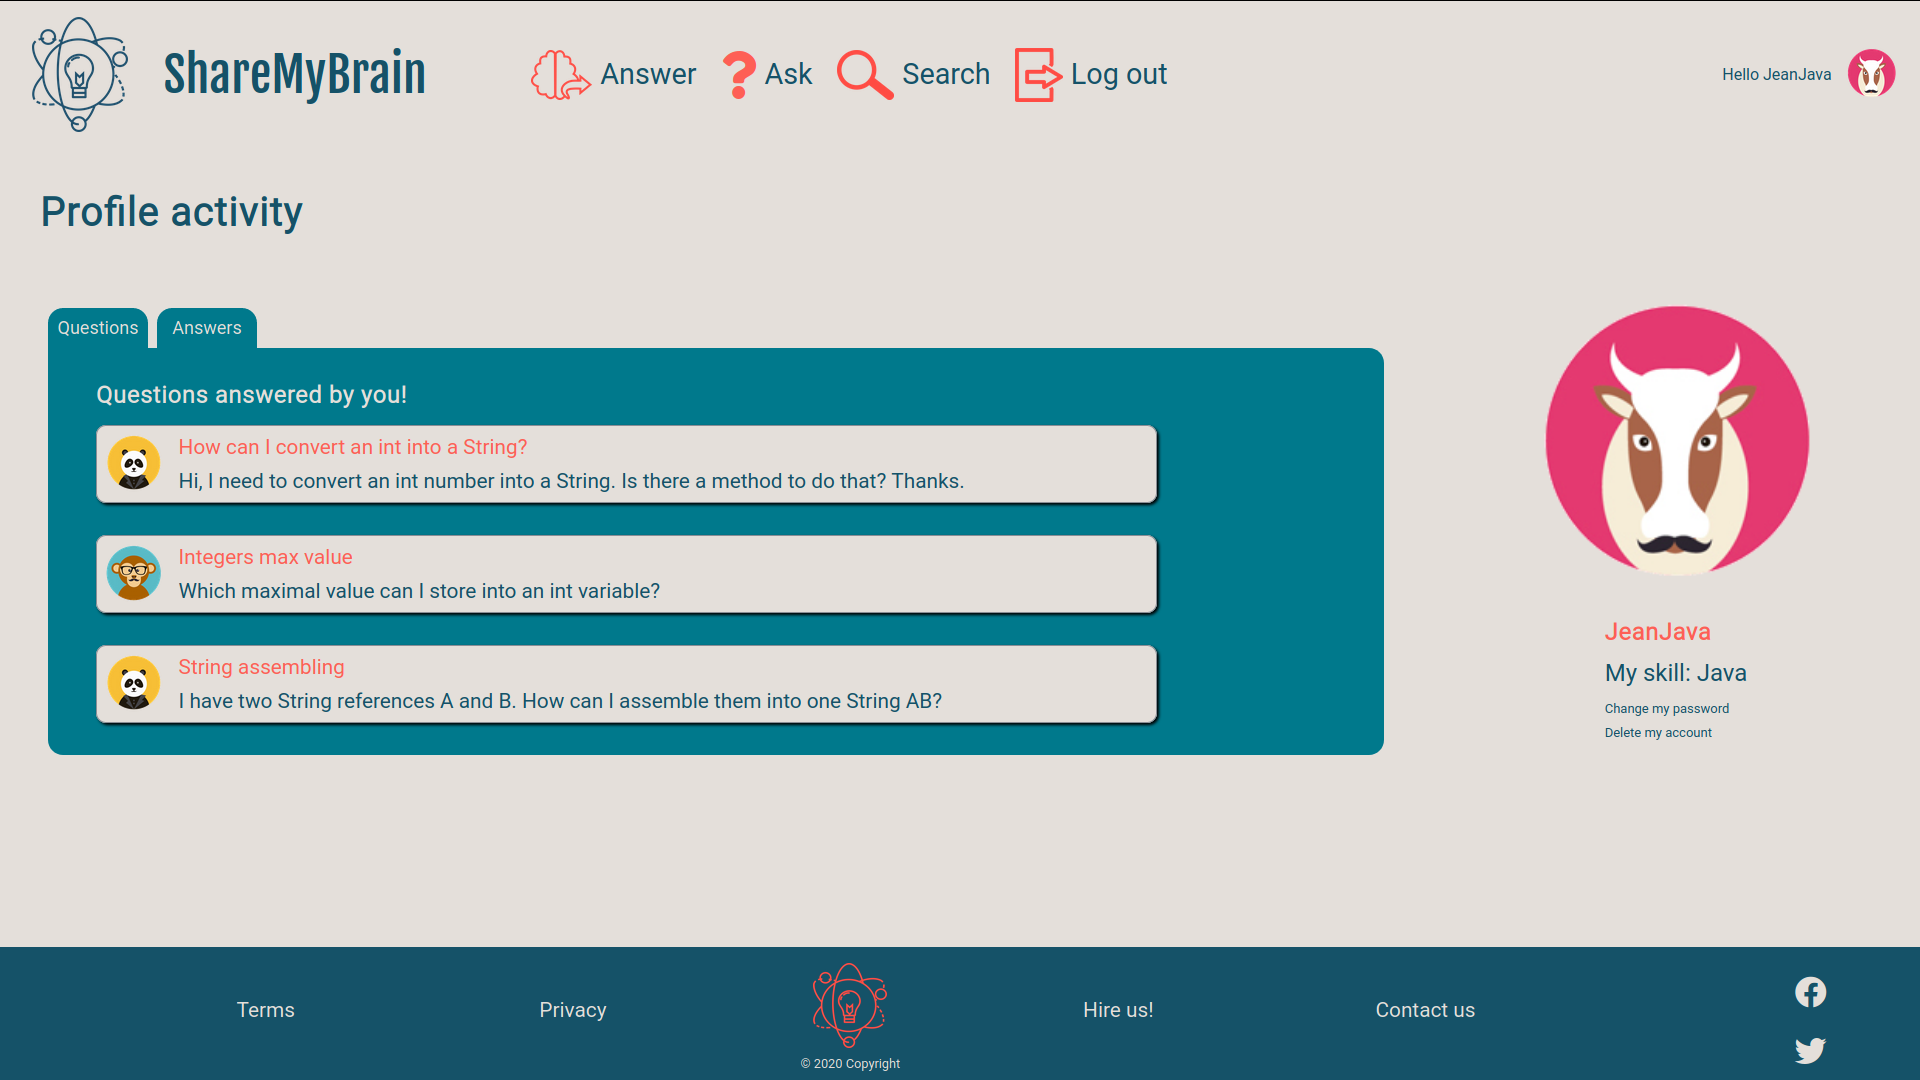 ShareMyBrain
Answer
Ask
Search
Log out
Hello JeanJava
Profile activity
Questions
Answers
Questions answered by you!
How can I convert an int into a String?
Hi, I need to convert an int number into a String. Is there a method to do that? Thanks.
Integers max value
Which maximal value can I store into an int variable?
String assembling
I have two String references A and B. How can I assemble them into one String AB?
JeanJava
My skill: Java
Change my password
Delete my account
Terms
Privacy
© 2020 Copyright
Hire us!
Contact us